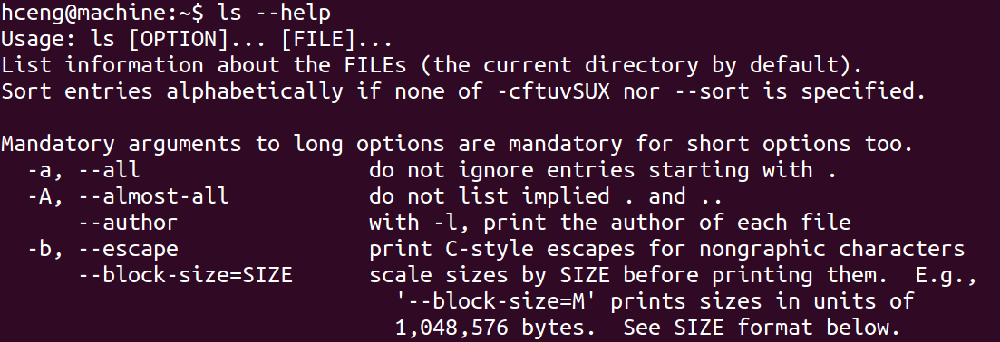 hceng@machine:~$ ls --help
Usage: ls [OPTION]... [FILE]...
List information about the FILEs (the current directory by default).
Sort entries alphabetically if none of -cftuvSUX nor --sort is specified.

Mandatory arguments to long options are mandatory for short options too.
  -a, --all                  do not ignore entries starting with .
  -A, --almost-all           do not list implied . and ..
      --author               with -l, print the author of each file
  -b, --escape               print C-style escapes for nongraphic characters
      --block-size=SIZE      scale sizes by SIZE before printing them.  E.g.,
                               '--block-size=M' prints sizes in units of
                               1,048,576 bytes.  See SIZE format below.